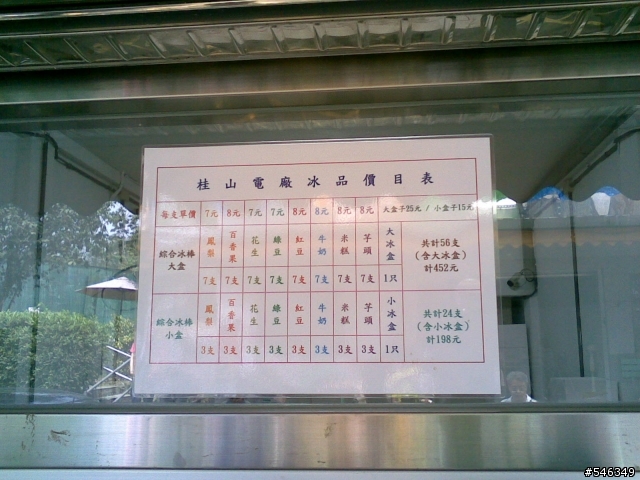 桂山電廠冰品價目表
每支單價 7元 8元 7元 7元 8元 8元 8元 8元 大盒子25元 / 小盒子15元
綜合冰棒大盒 鳳梨 百香果 花生 綠豆 紅豆 牛奶 米糕 芋頭 大冰盒 共計56支(含大冰盒)計452元
7支 7支 7支 7支 7支 7支 7支 7支 1只
綜合冰棒小盒 鳳梨 百香果 花生 綠豆 紅豆 牛奶 米糕 芋頭 小冰盒 共計24支(含小冰盒)計198元
3支 3支 3支 3支 3支 3支 3支 3支 1只
#546349